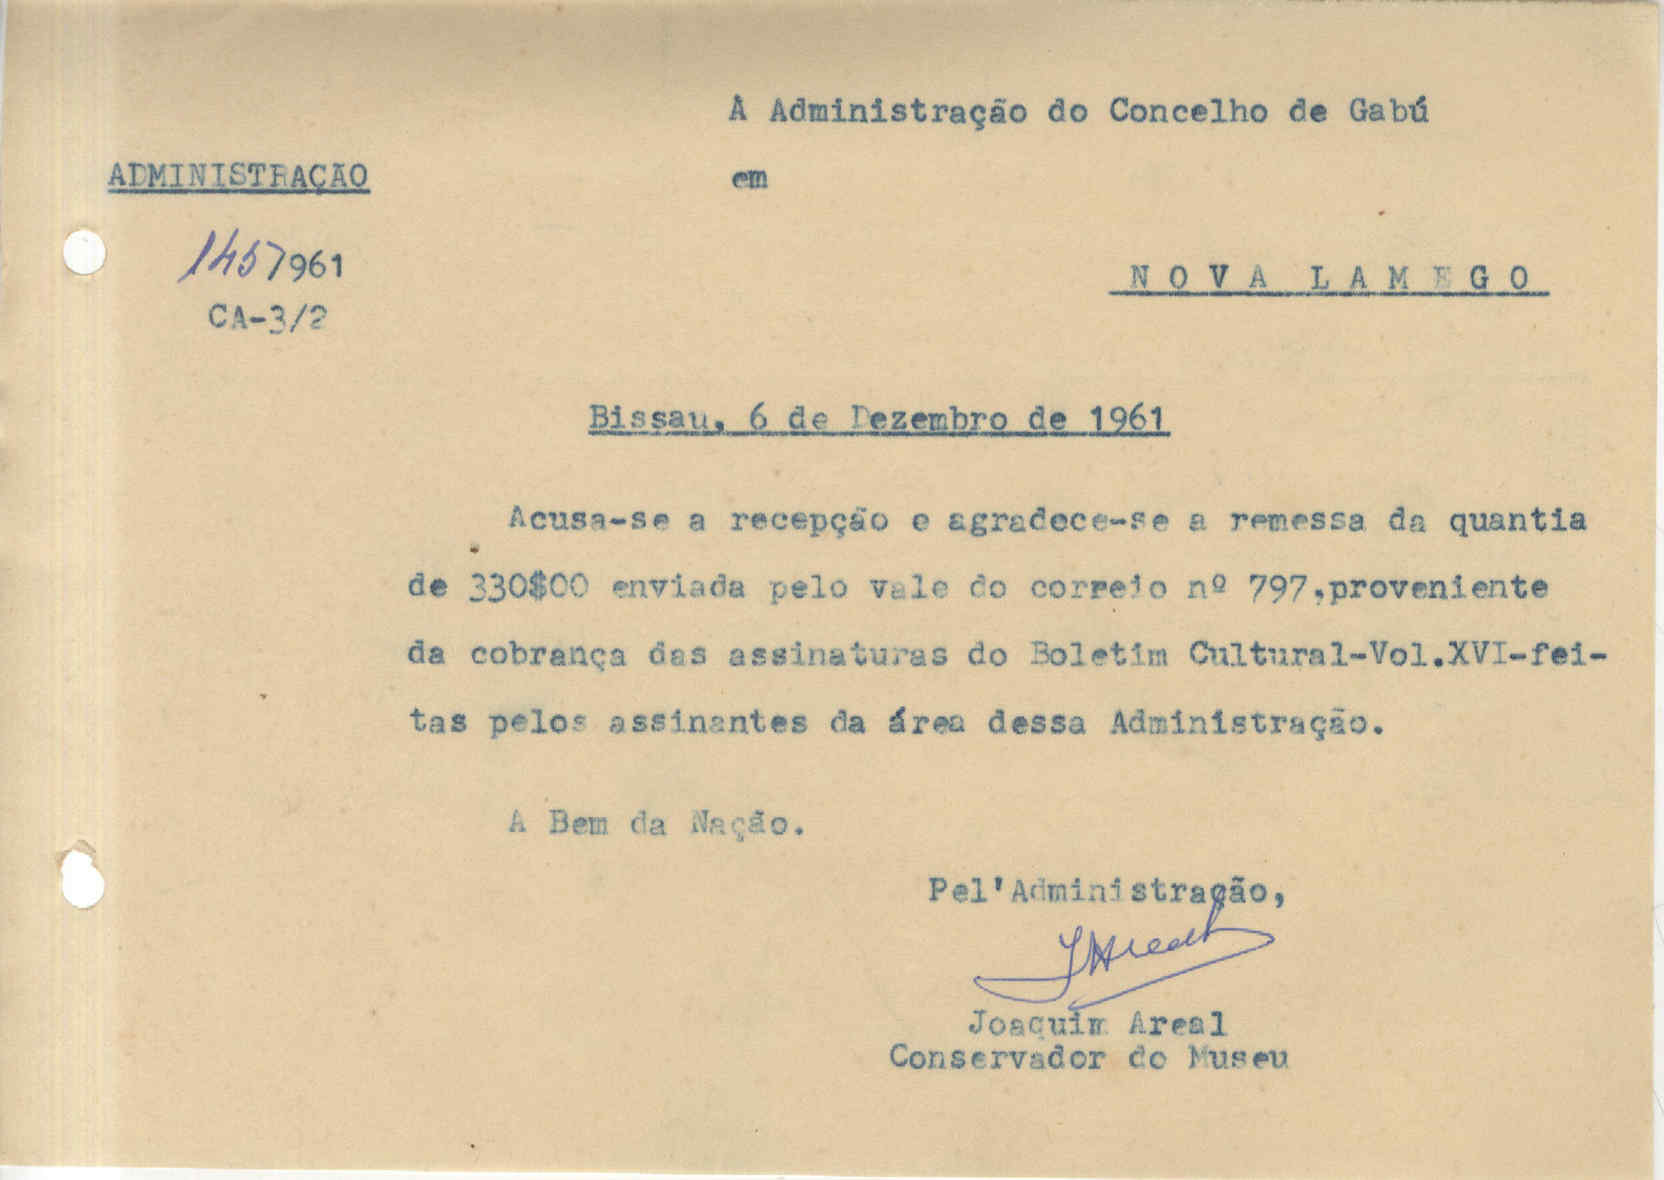 À Administração do Concelho de Gabú
ADMINISTRAÇÃO
em
145/961
CA-3/2
NOVA LAMEGO
Bissau, 6 de Dezembro de 1961
Acusa-se a recepção e agradece-se a remessa da quantia
de 330$00 enviada pelo vale do correio nº 797,proveniente
da cobrança das assinaturas do Boletim Cultural-Vol.XVI-fei-
tas pelos assinantes da área dessa Administração.
A Bem da Nação.
Pel'Administração,
JAreal
Joaquim Areal
Conservador do Museu